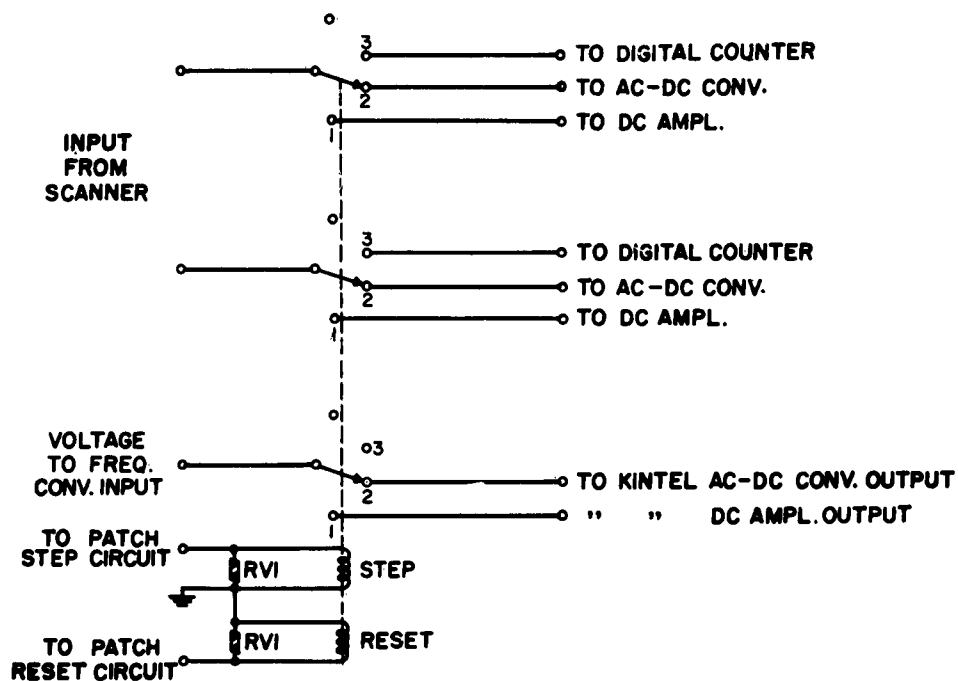 3
TO DIGITAL COUNTER
TO AC-DC CONV.
2
TO DC AMPL.
1
INPUT
FROM
SCANNER
3
TO DIGITAL COUNTER
TO AC-DC CONV.
2
TO DC AMPL.
1
VOLTAGE
TO FREQ.
CONV. INPUT
3
TO KINTEL AC-DC CONV. OUTPUT
2
" " DC AMPL. OUTPUT
1
TO PATCH
STEP CIRCUIT
RV1 STEP
RV1 RESET
TO PATCH
RESET CIRCUIT